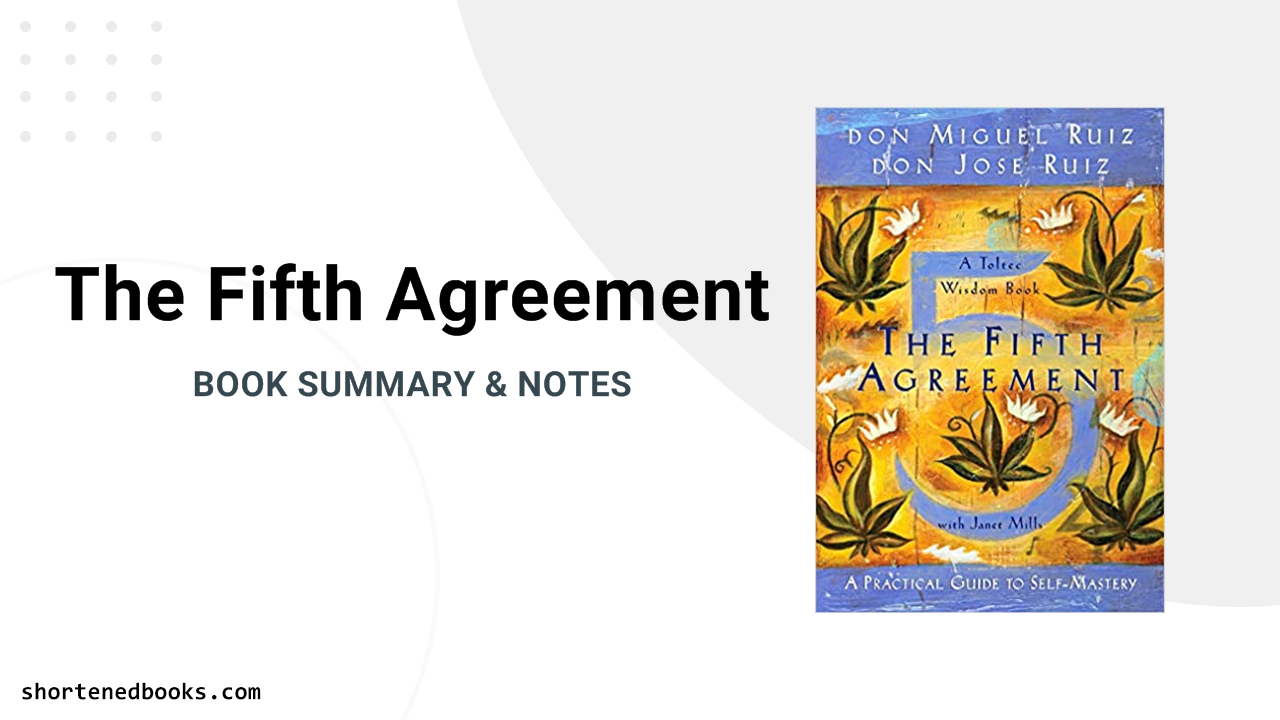 The Fifth Agreement
BOOK SUMMARY & NOTES
DON MIGUEL RUIZ
DON JOSE RUIZ
A Toltec
Wisdom Book
THE FIFTH
AGREEMENT
5
with Janet Mills
A PRACTICAL GUIDE TO SELF-MASTERY
shortenedbooks.com